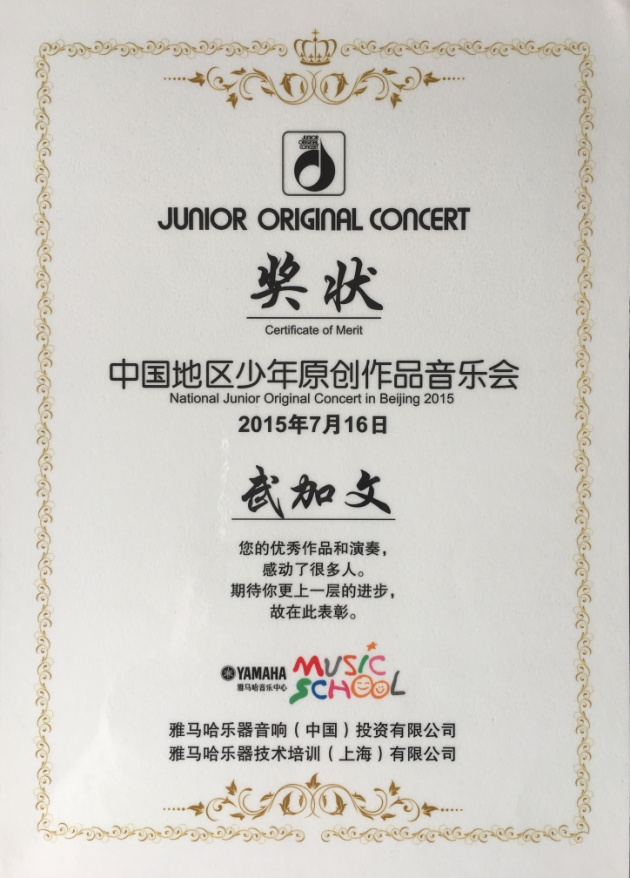 JUNIOR
ORIGINAL
CONCERT
JUNIOR ORIGINAL CONCERT
奖状
Certificate of Merit
中国地区少年原创作品音乐会
National Junior Original Concert in Beijing 2015
2015年7月16日
武加文
您的优秀作品和演奏，
感动了很多人。
期待你更上一层的进步，
故在此表彰。
YAMAHA MUSIC
雅马哈音乐中心 SCHOOL
雅马哈乐器音响（中国）投资有限公司
雅马哈乐器技术培训（上海）有限公司